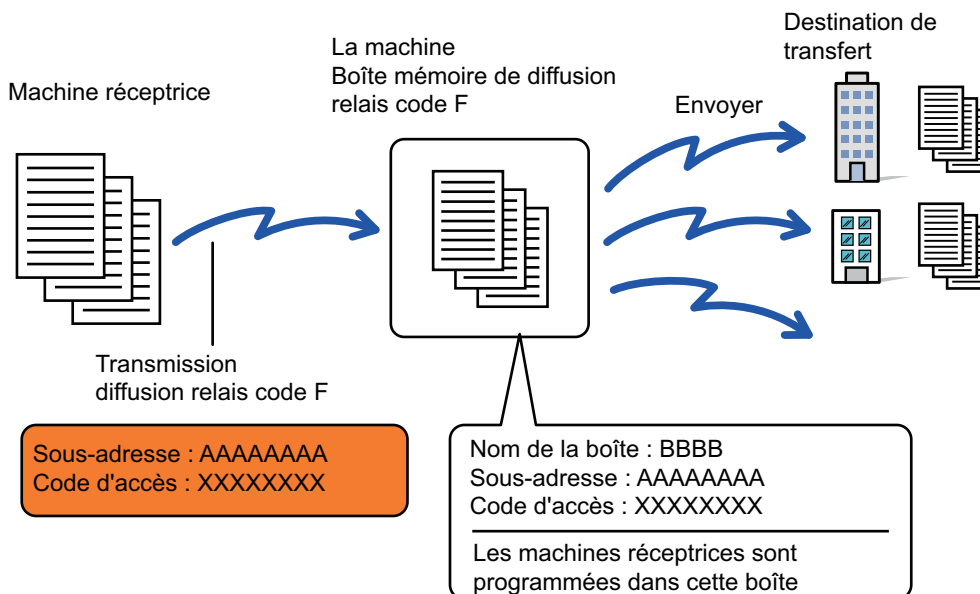 Machine réceptrice
La machine
Boîte mémoire de diffusion
relais code F
Envoyer
Destination de
transfert
Transmission
diffusion relais code F
Sous-adresse : AAAAAAAA
Code d'accès : XXXXXXXX
Nom de la boîte : BBBB
Sous-adresse : AAAAAAAA
Code d'accès : XXXXXXXX
Les machines réceptrices sont
programmées dans cette boîte